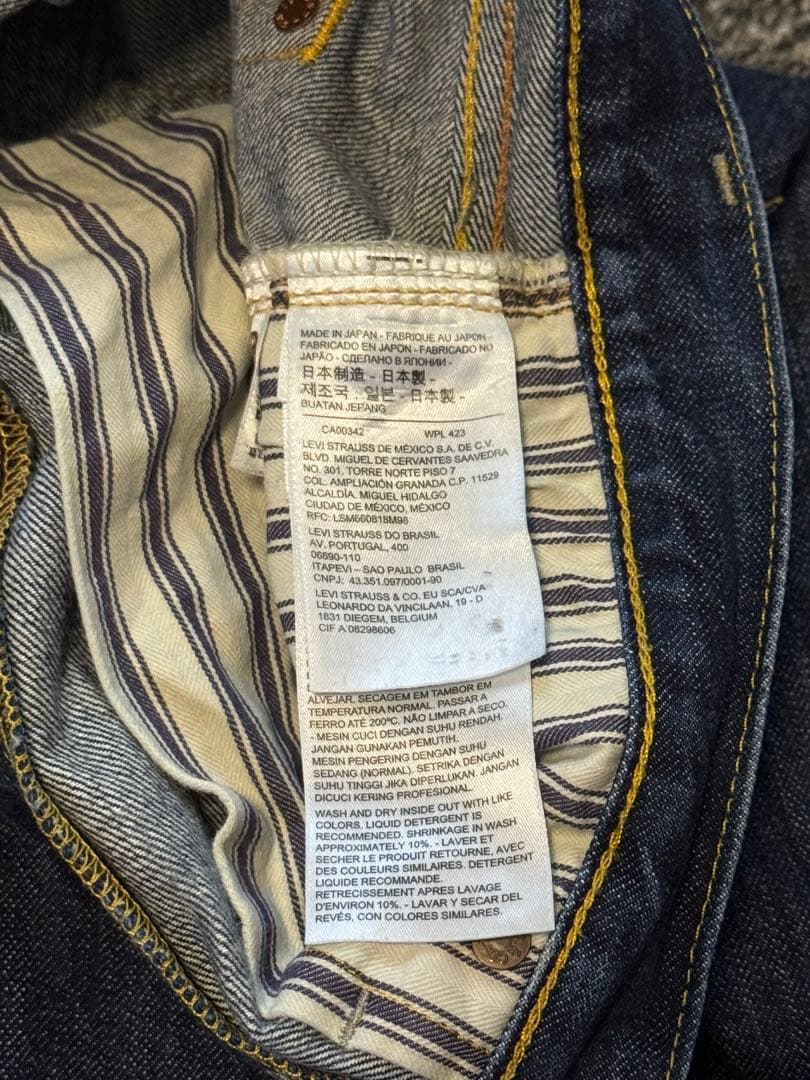 MADE IN JAPAN - FABRIQUE AU JAPON -
FABRICADO EN JAPON - FABRICADO NO
JAPÃO - СДЕЛАНО В ЯПОНИИ -
日本制造 - 日本製 -
제조국 . 일본 - 日本製 -
BUATAN JEPANG
CA00342 WPL 423
LEVI STRAUSS DE MÉXICO S.A. DE C.V.
BLVD. MIGUEL DE CERVANTES SAAVEDRA
NO. 301, TORRE NORTE PISO 7
COL. AMPLIACIÓN GRANADA C.P. 11529
ALCALDÍA. MIGUEL HIDALGO
CIUDAD DE MÉXICO, MÉXICO
RFC: LSM660818M98
LEVI STRAUSS DO BRASIL
AV. PORTUGAL, 400
06690-110
ITAPEVI – SAO PAULO BRASIL
CNPJ: 43.351.097/0001-90
LEVI STRAUSS & CO. EU SCA/CVA
LEONARDO DA VINCILAAN, 19 - D
1831 DIEGEM, BELGIUM
CIF A 08298606
ALVEJAR. SECAGEM EM TAMBOR EM
TEMPERATURA NORMAL. PASSAR A
FERRO ATÉ 200ºC. NÃO LIMPAR A SECO.
- MESIN CUCI DENGAN SUHU RENDAH.
JANGAN GUNAKAN PEMUTIH.
MESIN PENGERING DENGAN SUHU
SEDANG (NORMAL). SETRIKA DENGAN
SUHU TINGGI JIKA DIPERLUKAN. JANGAN
DICUCI KERING PROFESIONAL.
WASH AND DRY INSIDE OUT WITH LIKE
COLORS, LIQUID DETERGENT IS
RECOMMENDED. SHRINKAGE IN WASH
APPROXIMATELY 10%. - LAVER ET
SECHER LE PRODUIT RETOURNE, AVEC
DES COULEURS SIMILAIRES. DETERGENT
LIQUIDE RECOMMANDE.
RETRECISSEMENT APRES LAVAGE
D'ENVIRON 10%. - LAVAR Y SECAR DEL
REVÉS, CON COLORES SIMILARES.